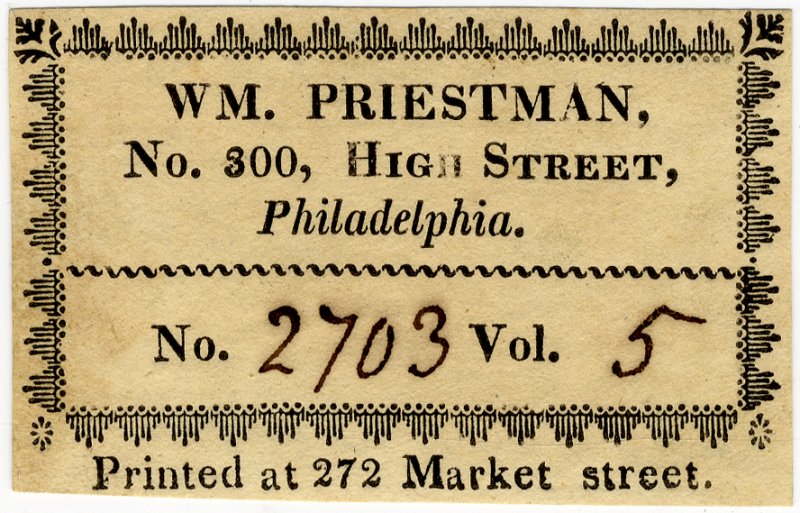 WM. PRIESTMAN,
No. 300, HIGH STREET,
Philadelphia.
No. 2703 Vol. 5
Printed at 272 Market street.